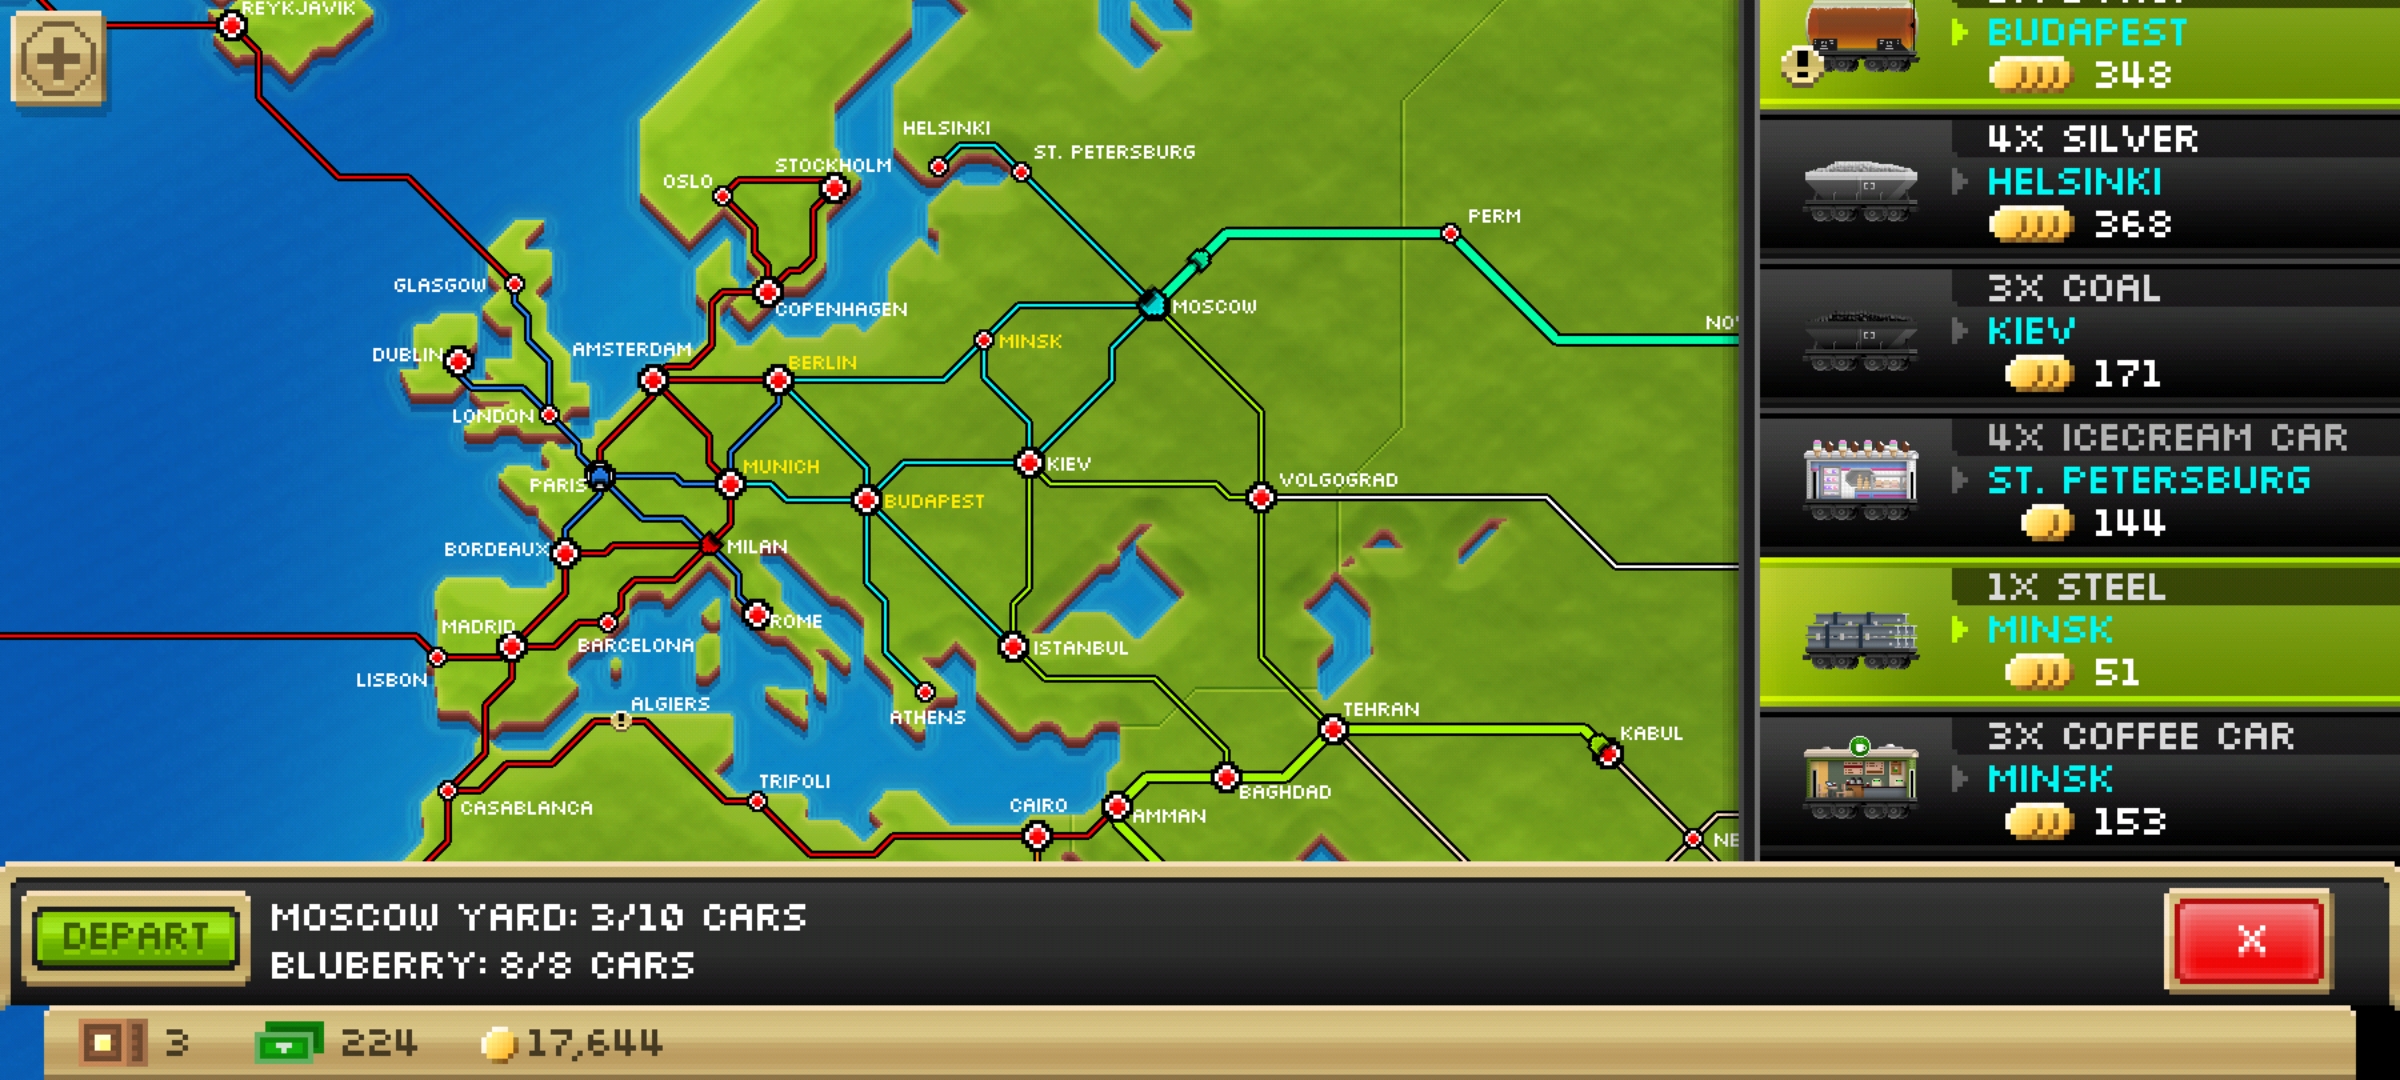 REYKJAVIK
BUDAPEST
348
HELSINKI
4X SILVER
STOCKHOLM
ST. PETERSBURG
OSLO
HELSINKI
368
PERM
GLASGOW
3X COAL
COPENHAGEN
MOSCOW
NO
KIEV
DUBLIN
AMSTERDAM
MINSK
BERLIN
171
LONDON
4X ICECREAM CAR
MUNICH
KIEV
PARIS
VOLGOGRAD
ST. PETERSBURG
BUDAPEST
144
BORDEAUX
MILAN
1X STEEL
MADRID
ROME
MINSK
BARCELONA
ISTANBUL
LISBON
51
ALGIERS
ATHENS
TEHRAN
KABUL
3X COFFEE CAR
TRIPOLI
MINSK
CASABLANCA
CAIRO
BAGHDAD
AMMAN
153
NE
DEPART
MOSCOW YARD: 3/10 CARS
BLUBERRY: 8/8 CARS
X
3
224
17,644